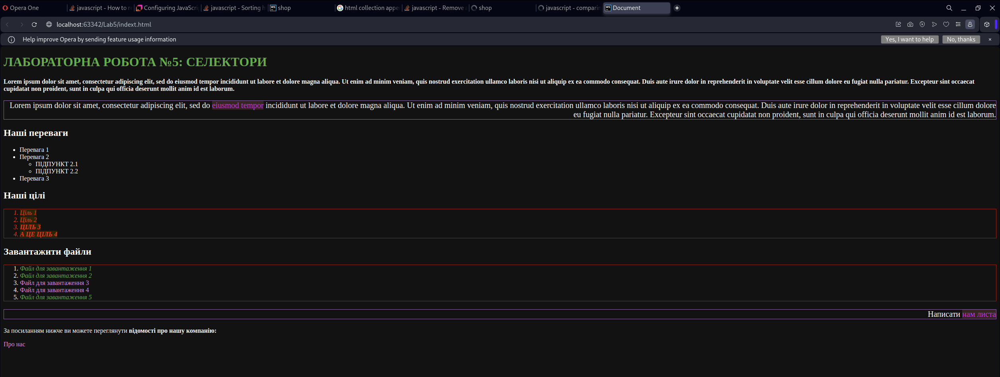 Opera One
javascript - How to re
Configuring JavaScri
javascript - Sorting h
WS shop
html collection appe
javascript - Remove a
shop
javascript - comparin
WS Document
localhost:63342/Lab5/indext.html
Help improve Opera by sending feature usage information
Yes, I want to help
No, thanks
ЛАБОРАТОРНА РОБОТА №5: СЕЛЕКТОРИ
Lorem ipsum dolor sit amet, consectetur adipiscing elit, sed do eiusmod tempor incididunt ut labore et dolore magna aliqua. Ut enim ad minim veniam, quis nostrud exercitation ullamco laboris nisi ut aliquip ex ea commodo consequat. Duis aute irure dolor in reprehenderit in voluptate velit esse cillum dolore eu fugiat nulla pariatur. Excepteur sint occaecat
cupidatat non proident, sunt in culpa qui officia deserunt mollit anim id est laborum.
Lorem ipsum dolor sit amet, consectetur adipiscing elit, sed do eiusmod tempor incididunt ut labore et dolore magna aliqua. Ut enim ad minim veniam, quis nostrud exercitation ullamco laboris nisi ut aliquip ex ea commodo consequat. Duis aute irure dolor in reprehenderit in voluptate velit esse cillum dolore
eu fugiat nulla pariatur. Excepteur sint occaecat cupidatat non proident, sunt in culpa qui officia deserunt mollit anim id est laborum.
Наші переваги
• Перевага 1
• Перевага 2
◦ ПІДПУНКТ 2.1
◦ ПІДПУНКТ 2.2
• Перевага 3
Наші цілі
1. Ціль 1
2. Ціль 2
3. ЦІЛЬ 3
4. А ЦЕ ЦІЛЬ 4
Завантажити файли
1. Файл для завантаження 1
2. Файл для завантаження 2
3. Файл для завантаження 3
4. Файл для завантаження 4
5. Файл для завантаження 5
Написати нам листа
За посиланням нижче ви можете переглянути відомості про нашу компанію:
Про нас